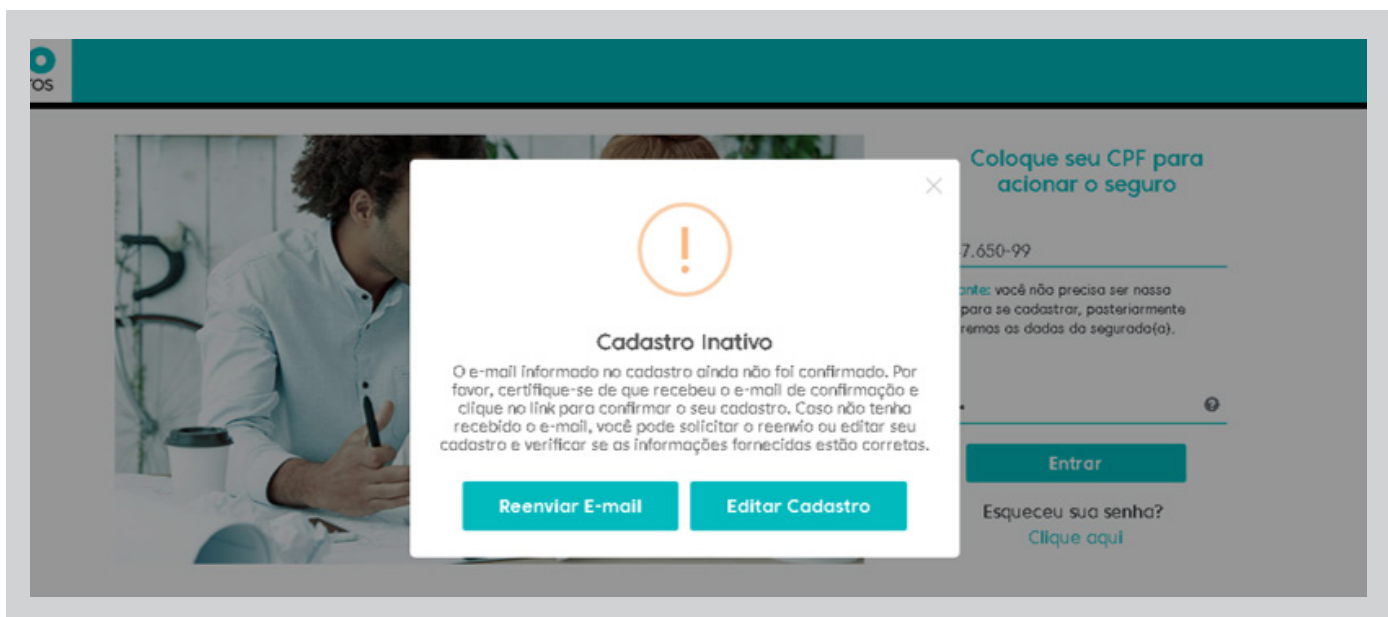 O
ros
Coloque seu CPF para
acionar o seguro
7.650-99
ante: você não precisa ser nosso
para se cadastrar, posteriormente
remos os dados do segurado(a).
!
Cadastro Inativo
O e-mail informado no cadastro ainda não foi confirmado. Por
favor, certifique-se de que recebeu o e-mail de confirmação e
clique no link para confirmar o seu cadastro. Caso não tenha
recebido o e-mail, você pode solicitar o reenvio ou editar seu
cadastro e verificar se as informações fornecidas estão corretas.
Reenviar E-mail
Editar Cadastro
Entrar
Esqueceu sua senha?
Clique aqui